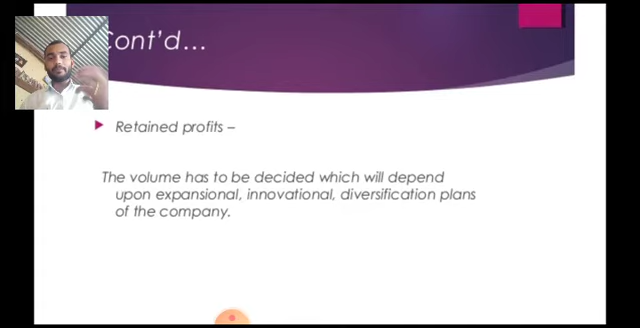 Cont'd...
Retained profits –
The volume has to be decided which will depend
upon expansional, innovational, diversification plans
of the company.